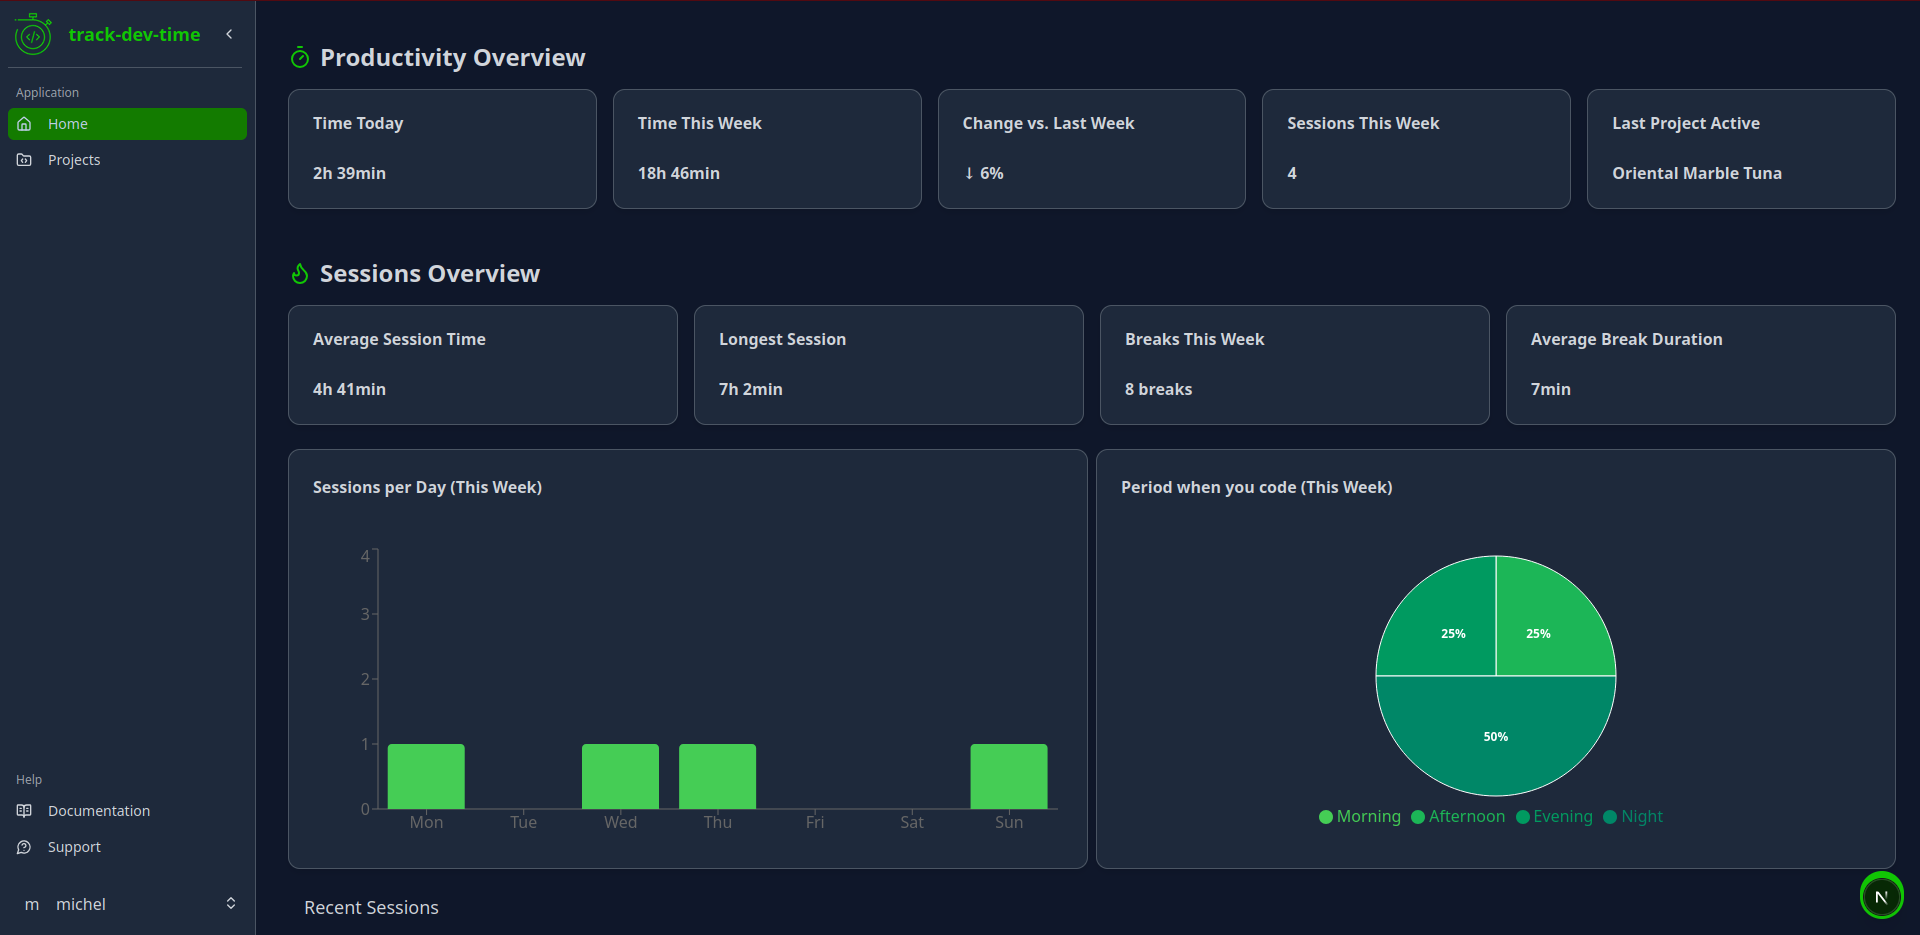 track-dev-time
Application
Home
Projects
Help
Documentation
Support
m michel
Productivity Overview
Time Today
2h 39min
Time This Week
18h 46min
Change vs. Last Week
↓ 6%
Sessions This Week
4
Last Project Active
Oriental Marble Tuna
Sessions Overview
Average Session Time
4h 41min
Longest Session
7h 2min
Breaks This Week
8 breaks
Average Break Duration
7min
Sessions per Day (This Week)
4
3
2
1
0
Mon Tue Wed Thu Fri Sat Sun
Period when you code (This Week)
25% 25%
50%
Morning Afternoon Evening Night
Recent Sessions
N